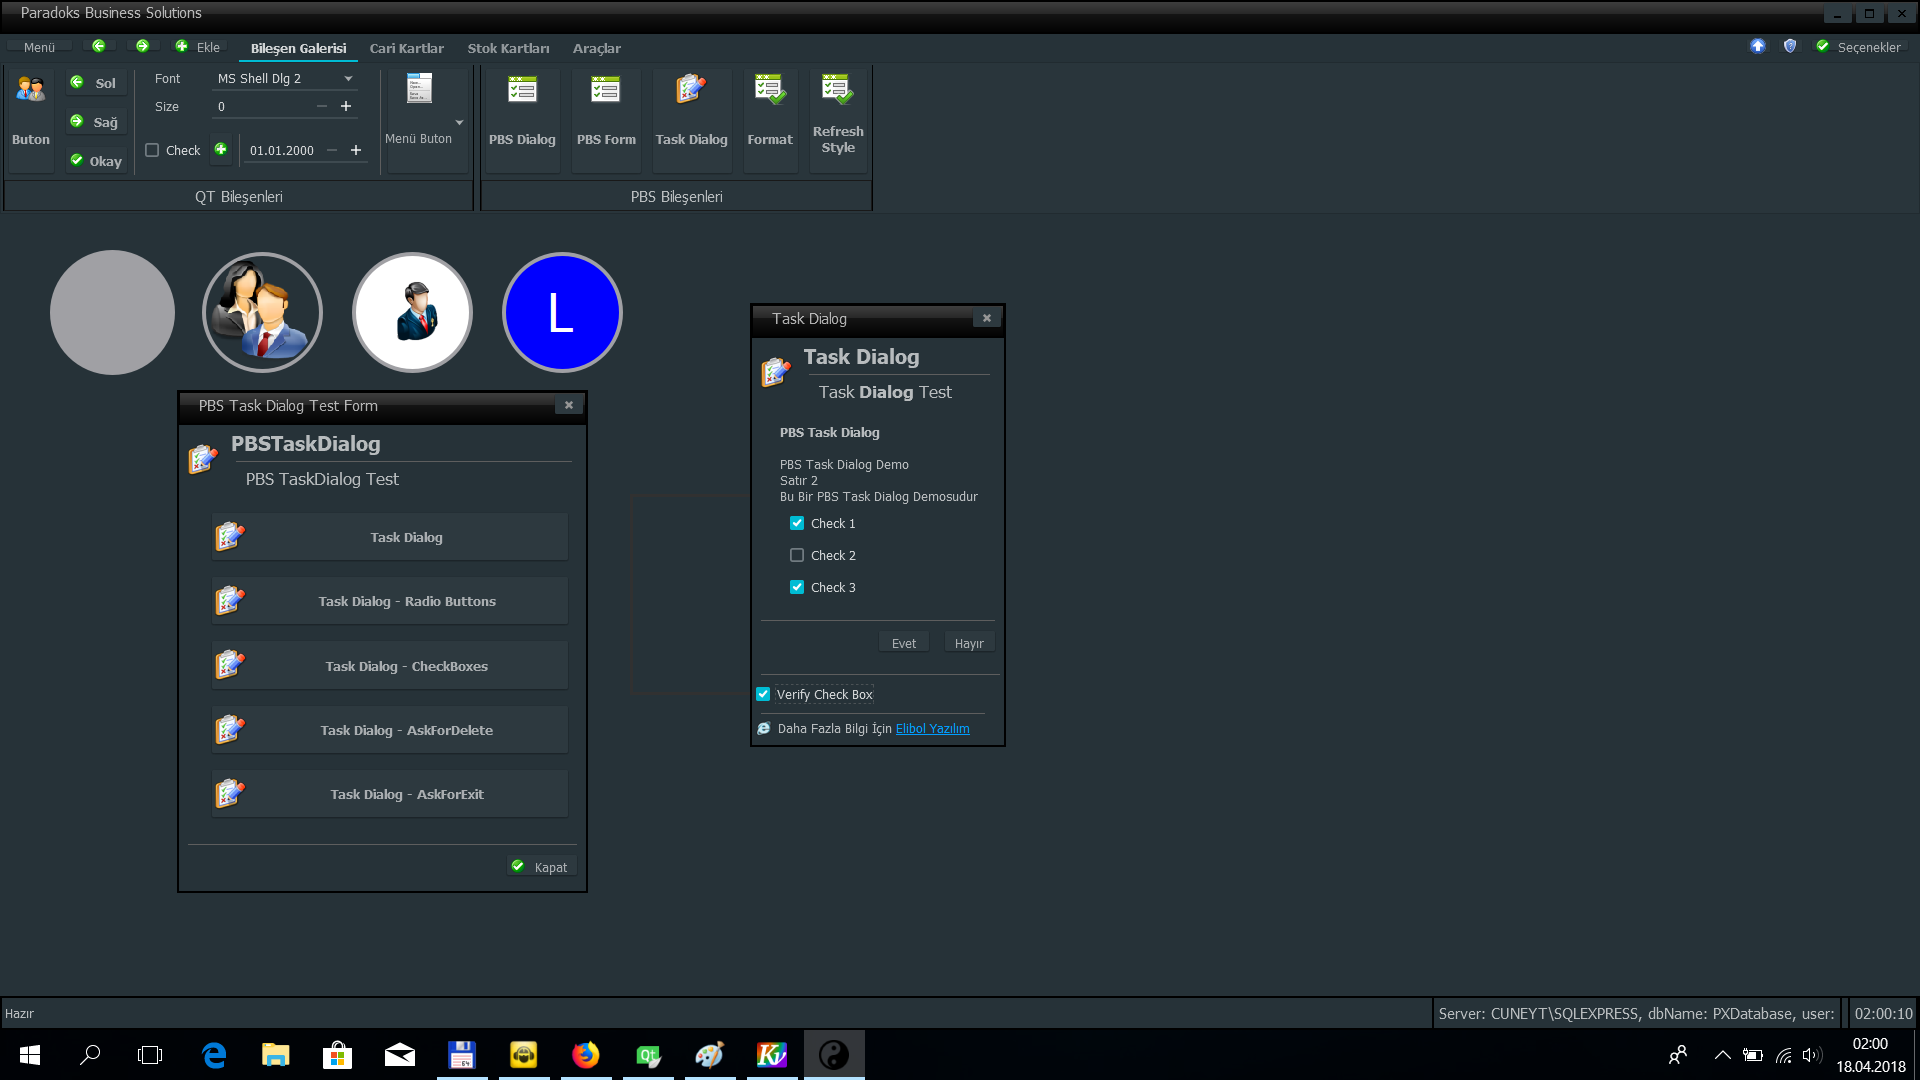 Paradoks Business Solutions
Menü
Ekle
Bileşen Galerisi
Cari Kartlar
Stok Kartları
Araçlar
Seçenekler
Buton
Sol
Sağ
Okay
Font
MS Shell Dlg 2
Size
0
Check
01.01.2000
Menü Buton
QT Bileşenleri
PBS Dialog
PBS Form
Task Dialog
Format
Refresh
Style
PBS Bileşenleri
L
PBS Task Dialog Test Form
PBSTaskDialog
PBS TaskDialog Test
Task Dialog
Task Dialog - Radio Buttons
Task Dialog - CheckBoxes
Task Dialog - AskForDelete
Task Dialog - AskForExit
Kapat
Task Dialog
Task Dialog
Task Dialog Test
PBS Task Dialog
PBS Task Dialog Demo
Satır 2
Bu Bir PBS Task Dialog Demosudur
Check 1
Check 2
Check 3
Evet
Hayır
Verify Check Box
Daha Fazla Bilgi İçin Elibol Yazılım
Hazır
Server: CUNEYT\SQLEXPRESS, dbName: PXDatabase, user:
02:00:10
64
Qt
Kv
02:00
18.04.2018